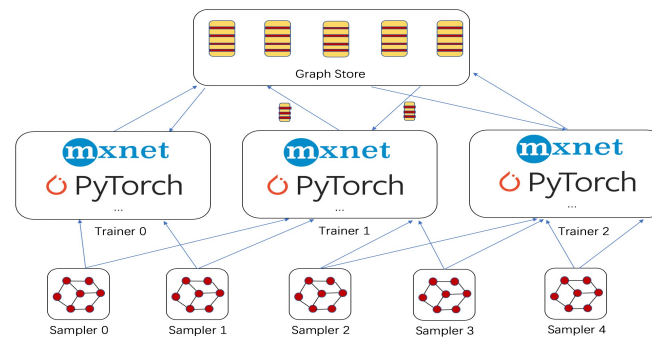 Graph Store
mxnet mxnet mxnet
PyTorch PyTorch PyTorch
... ... ...
Trainer 0 Trainer 1 Trainer 2
Sampler 0 Sampler 1 Sampler 2 Sampler 3 Sampler 4